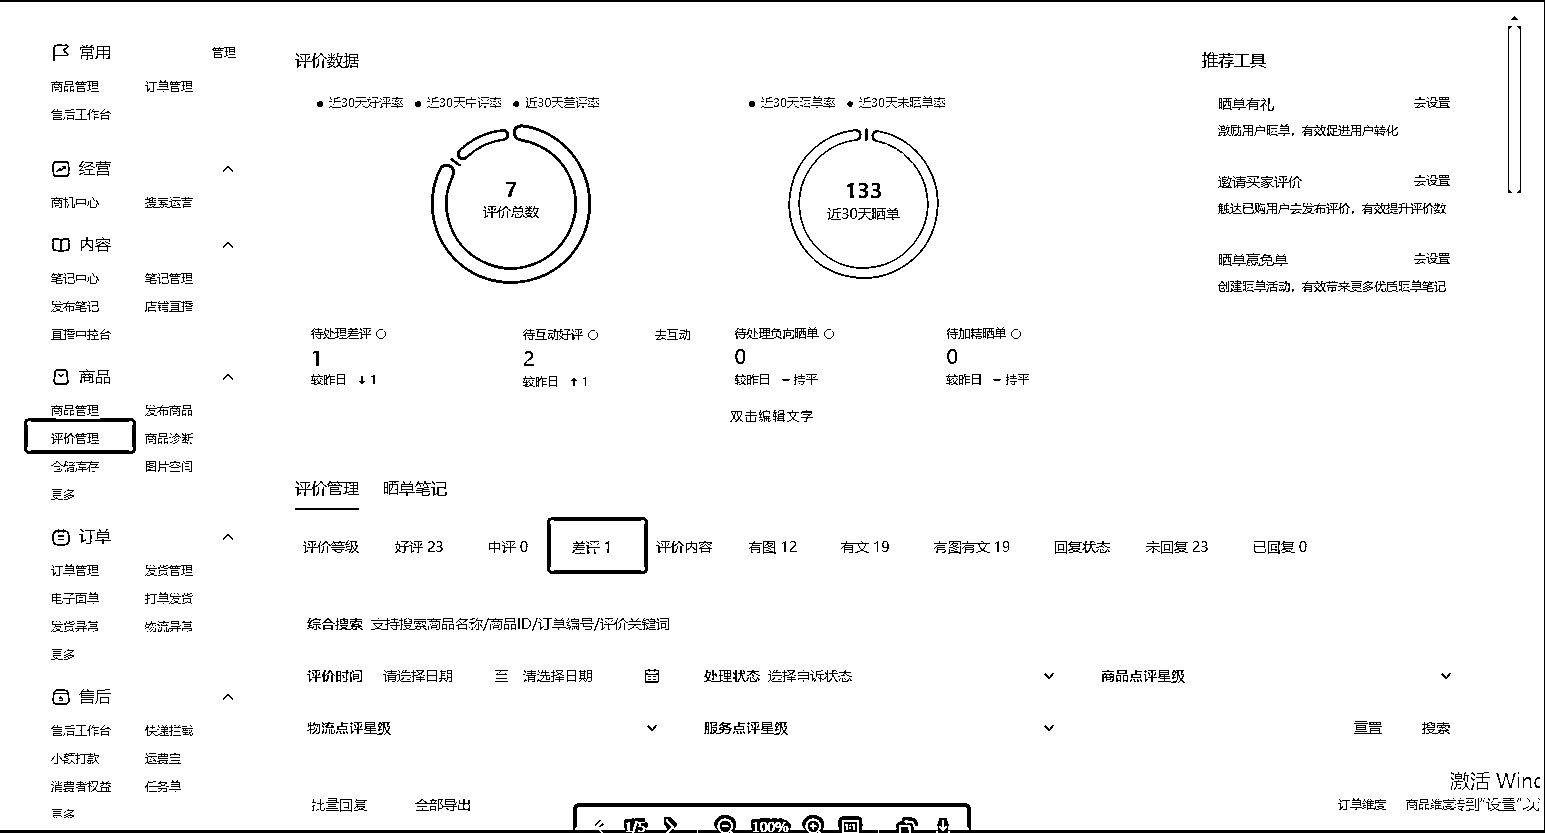 常用 管理
商品管理 订单管理
售后工作台
经营
商机中心 搜索运营
内容
笔记中心 笔记管理
发布笔记 店铺直播
直播中控台
商品
商品管理 发布商品
评价管理 商品诊断
仓储库存 图片空间
更多
订单
订单管理 发货管理
电子面单 打单发货
发货异常 物流异常
更多
售后
售后工作台 快递拦截
小额打款 运费宝
消费者权益 任务单
更多
评价数据
近30天好评率 近30天中评率 近30天差评率
7
评价总数
近30天晒单率 近30天未晒单率
133
近30天晒单
待处理差评
1
较昨日 ↓ 1
待互动好评 去互动
2
较昨日 ↑ 1
待处理负向晒单
0
较昨日 - 持平
待加精晒单
0
较昨日 - 持平
双击编辑文字
推荐工具
晒单有礼 去设置
激励用户晒单，有效促进用户转化
邀请买家评价 去设置
触达已购用户去发布评价，有效提升评价数
晒单赢免单 去设置
创建晒单活动，有效带来更多优质晒单笔记
评价管理 晒单笔记
评价等级 好评 23 中评 0 差评 1 评价内容 有图 12 有文 19 有图有文 19 回复状态 未回复 23 已回复 0
综合搜索 支持搜索商品名称/商品ID/订单编号/评价关键词
评价时间 请选择日期 至 请选择日期 处理状态 选择申诉状态 商品点评星级
物流点评星级 服务点评星级 重置 搜索
激活 Winc
批量回复 全部导出 订单维度 商品维度转到"设置"以
1/5 100%